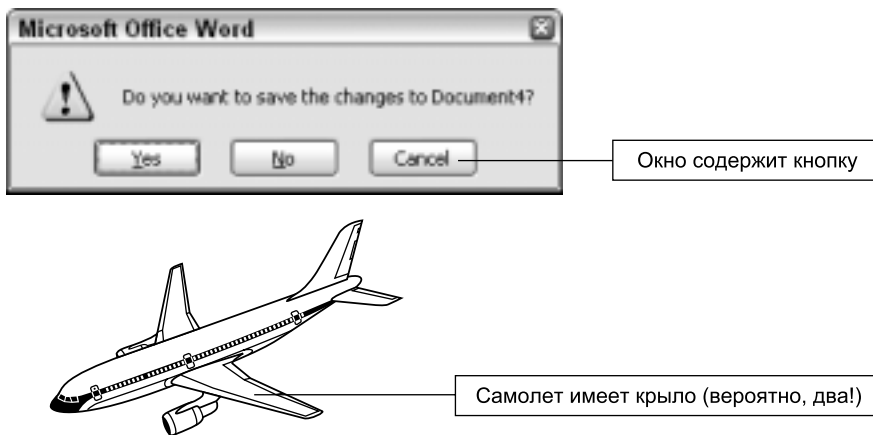 Microsoft Office Word
Do you want to save the changes to Document4?
Yes
No
Cancel
Окно содержит кнопку
Самолет имеет крыло (вероятно, два!)